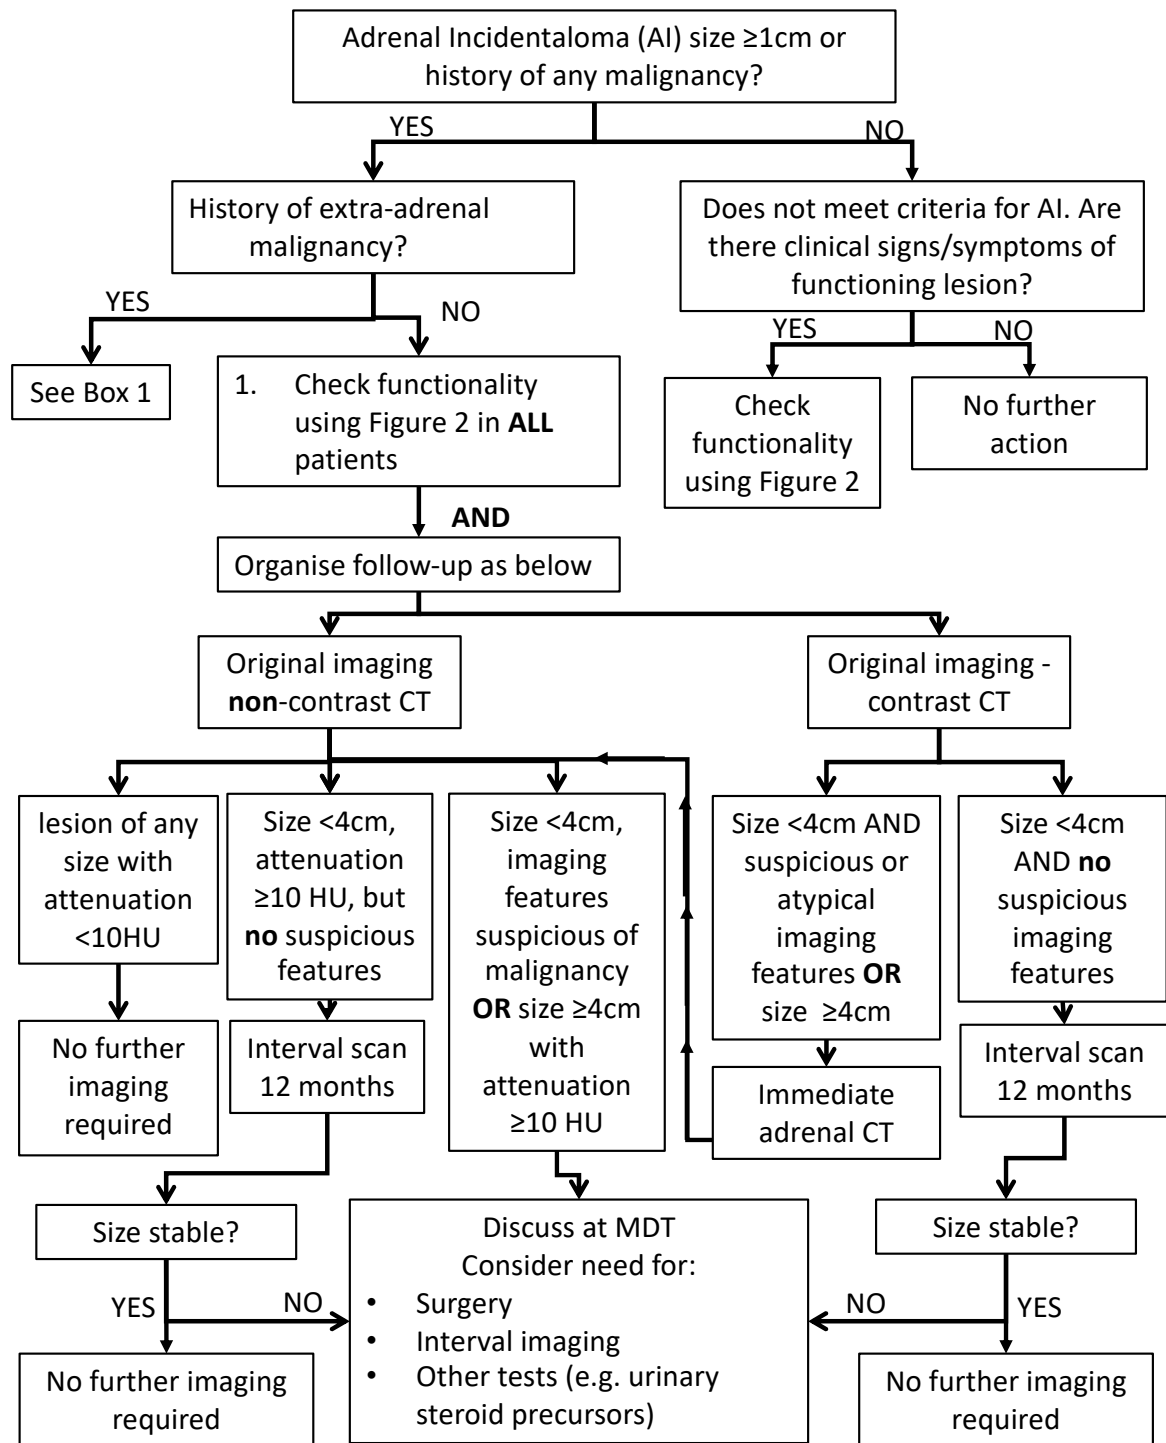 Adrenal Incidentaloma (AI) size ≥1cm or
history of any malignancy?
YES
NO
History of extra-adrenal
malignancy?
Does not meet criteria for AI. Are
there clinical signs/symptoms of
functioning lesion?
YES
NO
YES
NO
See Box 1
1. Check functionality
using Figure 2 in ALL
patients
Check
functionality
using Figure 2
No further
action
AND
Organise follow-up as below
Original imaging
non-contrast CT
Original imaging -
contrast CT
lesion of any
size with
attenuation
<10HU
Size <4cm,
attenuation
≥10 HU, but
no suspicious
features
Size <4cm,
imaging
features
suspicious of
malignancy
OR size ≥4cm
with
attenuation
≥10 HU
Size <4cm AND
suspicious or
atypical
imaging
features OR
size ≥4cm
Size <4cm
AND no
suspicious
imaging
features
No further
imaging
required
Interval scan
12 months
Immediate
adrenal CT
Interval scan
12 months
Size stable?
Discuss at MDT
Consider need for:
• Surgery
• Interval imaging
• Other tests (e.g. urinary
steroid precursors)
Size stable?
YES
NO
NO
YES
No further imaging
required
No further imaging
required